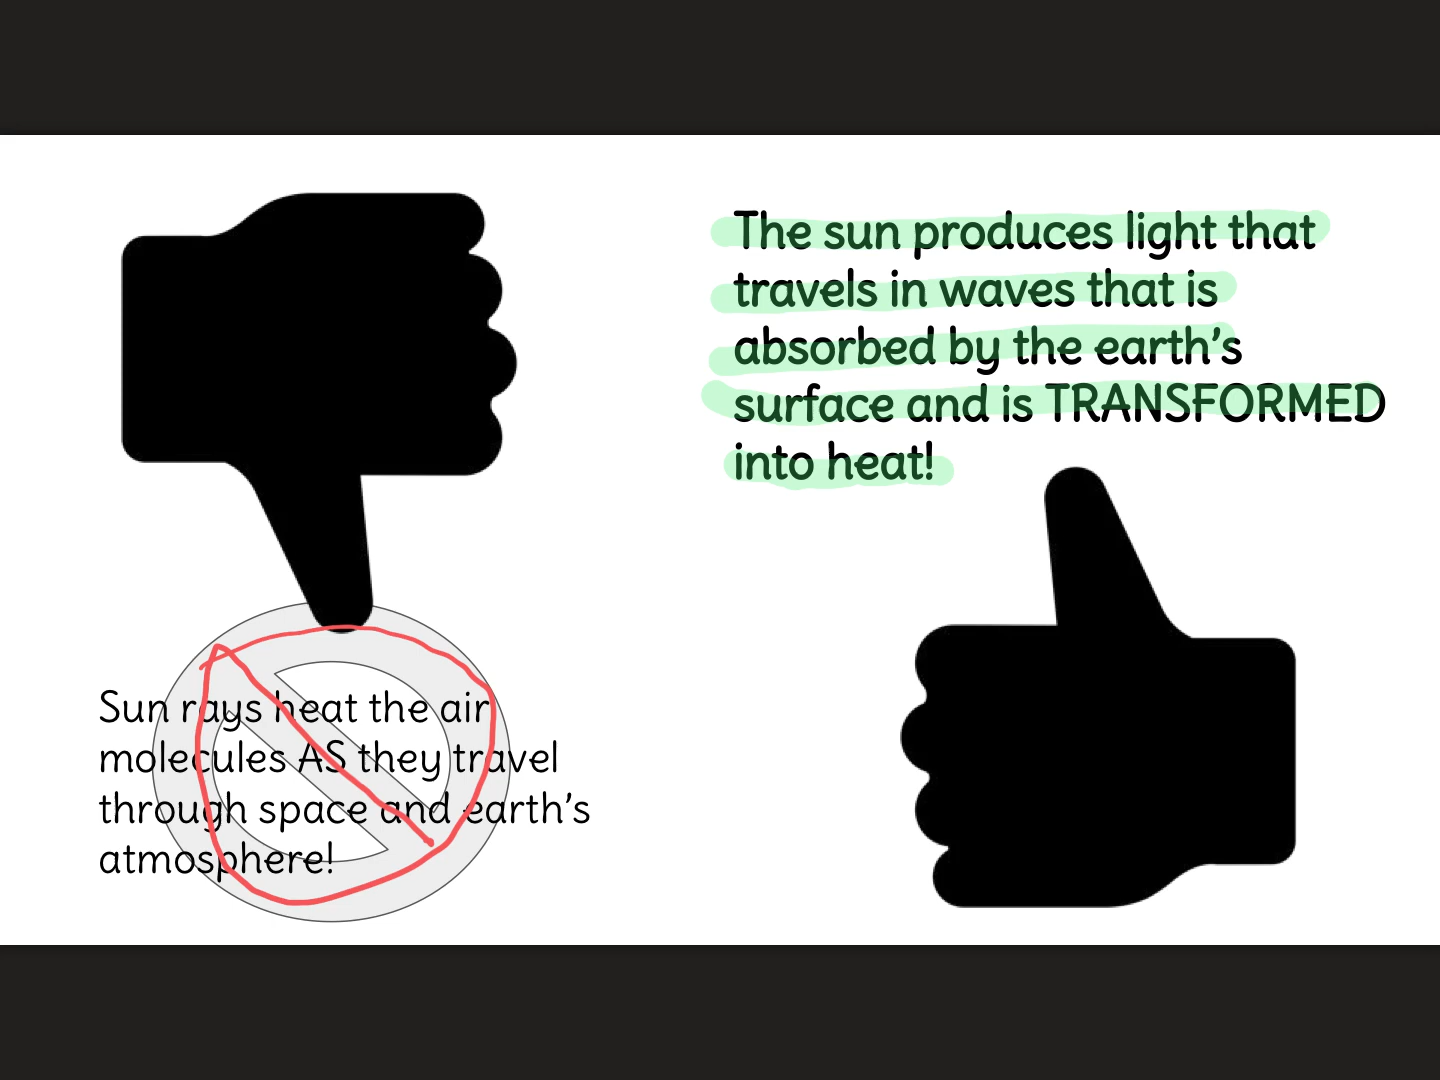 The sun produces light that
travels in waves that is
absorbed by the earth's
surface and is TRANSFORMED
into heat!
Sun rays heat the air
molecules AS they travel
through space and earth's
atmosphere!